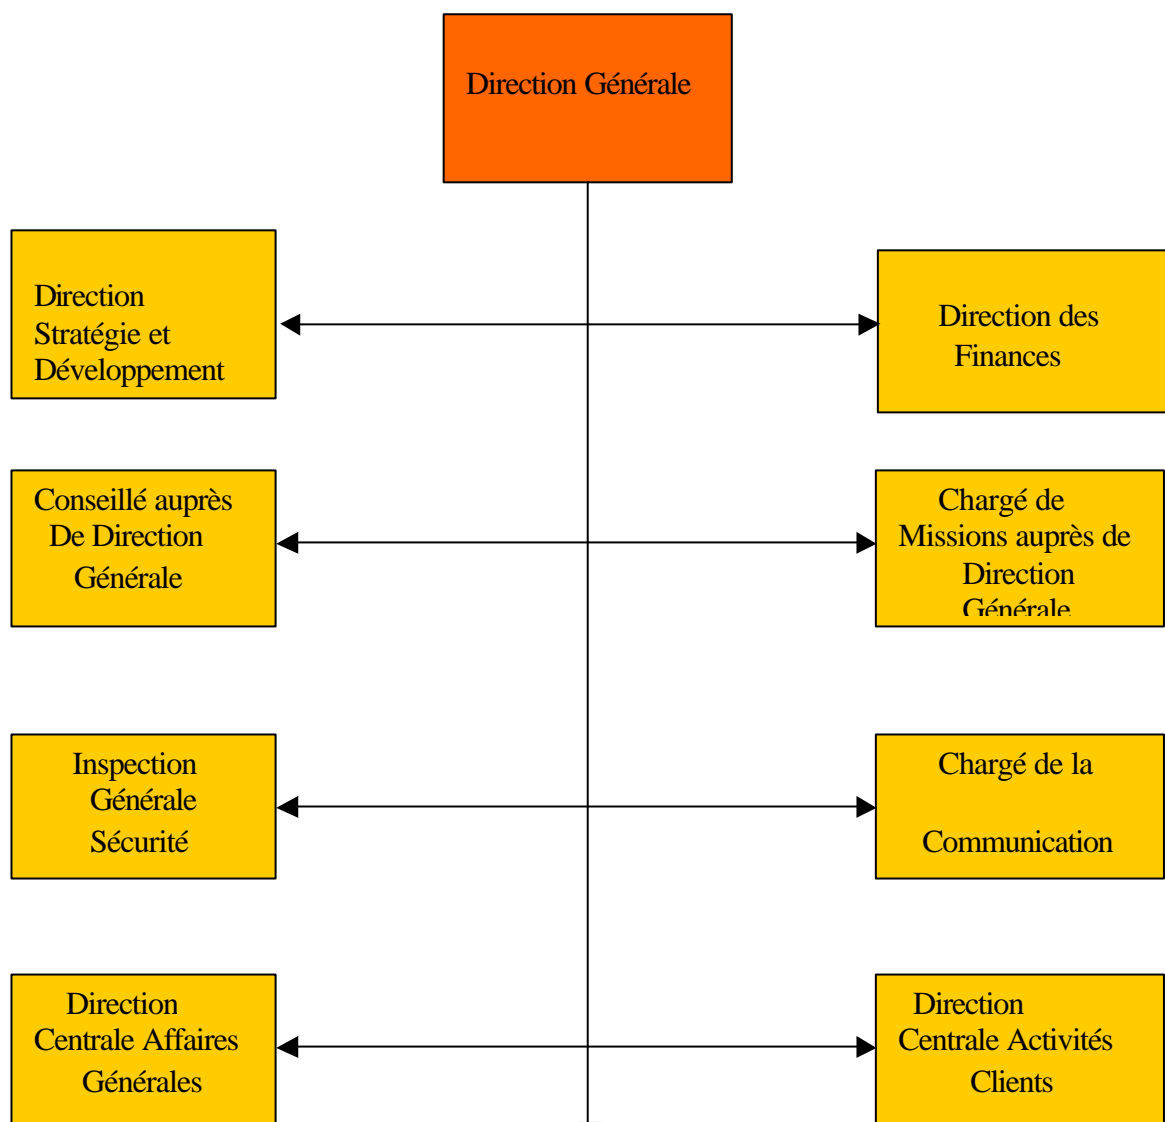 Direction Générale
Direction
Stratégie et
Développement
Direction des
Finances
Conseillé auprès
De Direction
Générale
Chargé de
Missions auprès de
Direction
Générale
Inspection
Générale
Sécurité
Chargé de la
Communication
Direction
Centrale Affaires
Générales
Direction
Centrale Activités
Clients